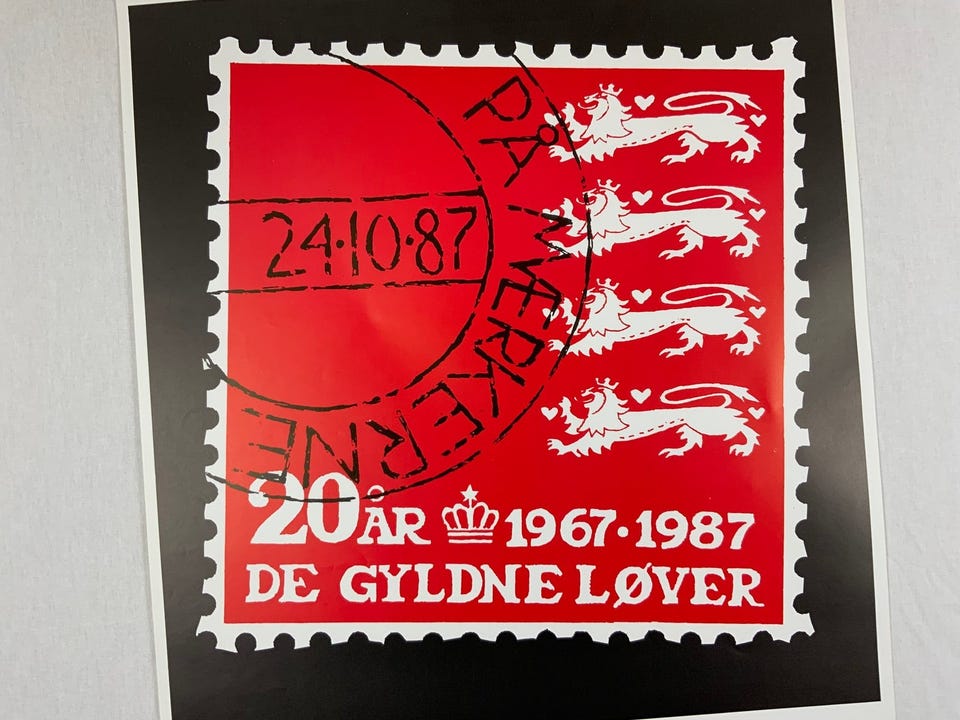 PÅ MÆRKERNE
24·10·87
20 ÅR 1967·1987
DE GYLDNE LØVER